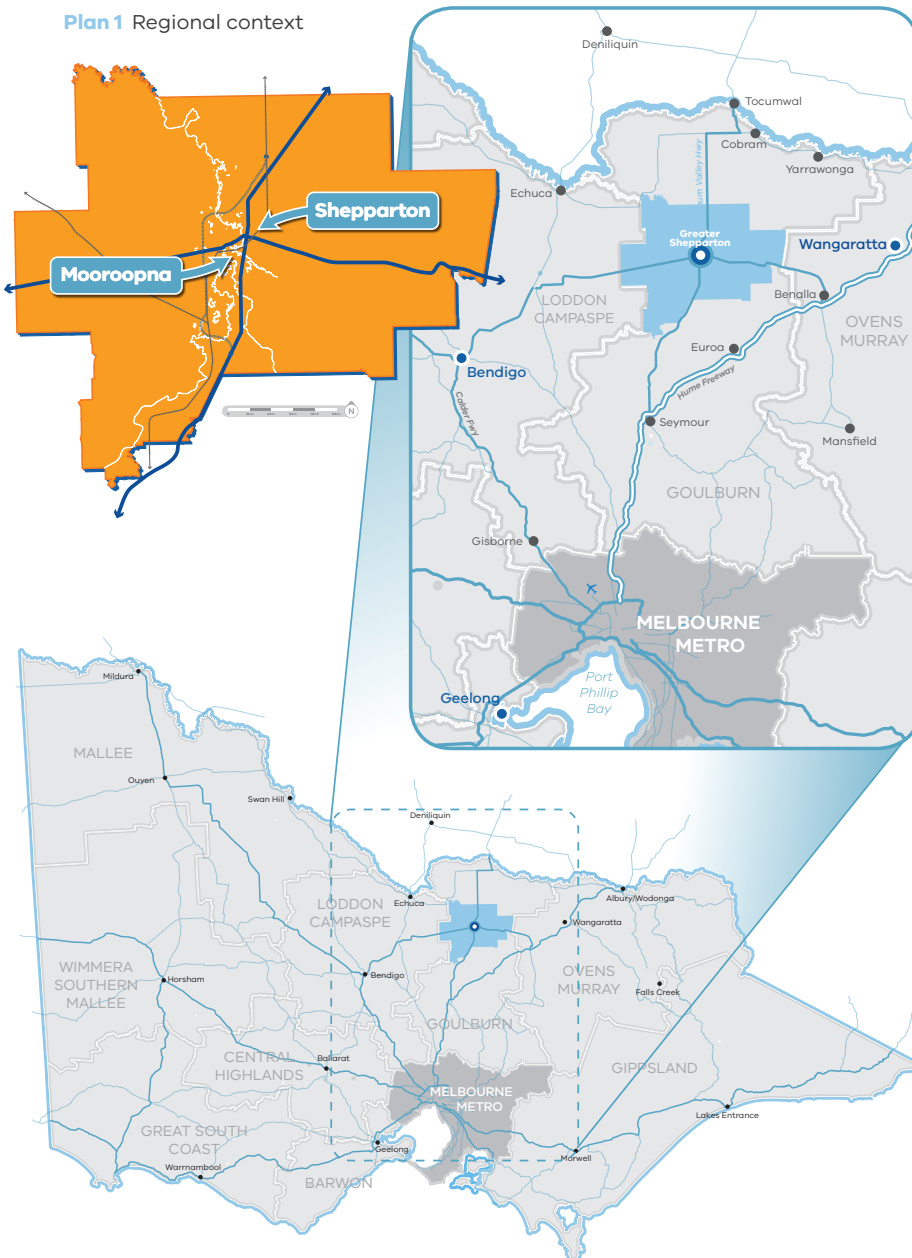 Plan 1 Regional context
Shepparton
Mooroopna
N
Deniliquin
Tocumwal
Cobram
Yarrawonga
Echuca
Valley Hwy
Greater
Shepparton
Wangaratta
Benalla
LODDON
CAMPASPE
OVENS
MURRAY
Euroa
Bendigo
Hume Freeway
Calder Fwy
Seymour
Mansfield
GOULBURN
Gisborne
MELBOURNE
METRO
Port
Phillip
Bay
Geelong
Mildura
MALLEE
Ouyen
Swan Hill
Deniliquin
LODDON
CAMPASPE
Echuca
Albury/Wodonga
Wangaratta
WIMMERA
SOUTHERN
MALLEE
Horsham
Bendigo
OVENS
MURRAY
Falls Creek
GOULBURN
CENTRAL
HIGHLANDS
Ballarat
GIPPSLAND
MELBOURNE
METRO
Lakes Entrance
GREAT SOUTH
COAST
Geelong
Morwell
Warrnambool
BARWON